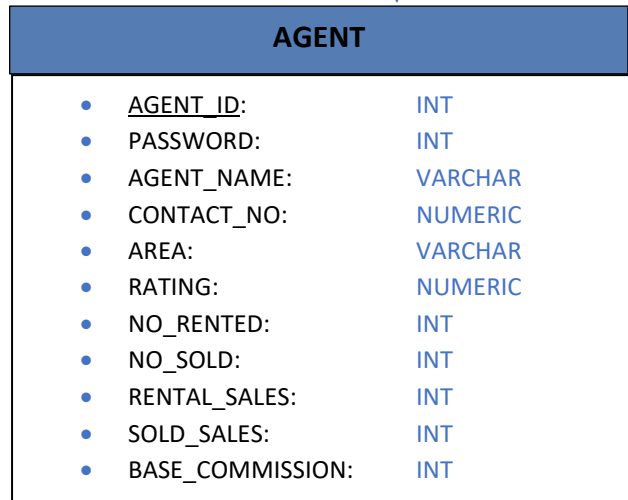 AGENT
• AGENT_ID: INT
• PASSWORD: INT
• AGENT_NAME: VARCHAR
• CONTACT_NO: NUMERIC
• AREA: VARCHAR
• RATING: NUMERIC
• NO_RENTED: INT
• NO_SOLD: INT
• RENTAL_SALES: INT
• SOLD_SALES: INT
• BASE_COMMISSION: INT